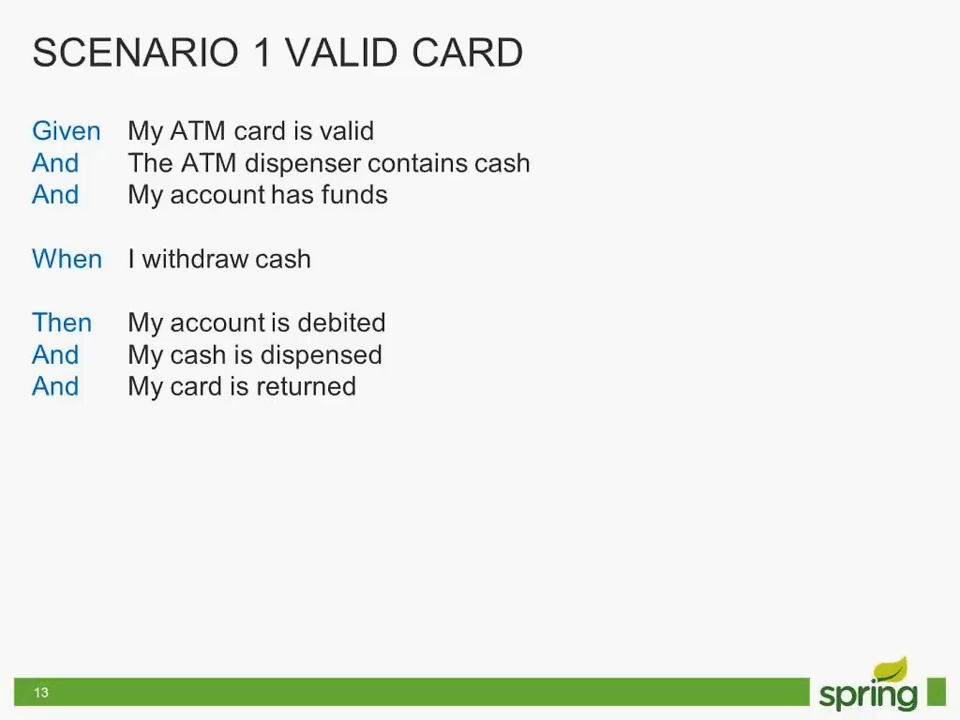 SCENARIO 1 VALID CARD
Given My ATM card is valid
And The ATM dispenser contains cash
And My account has funds
When I withdraw cash
Then My account is debited
And My cash is dispensed
And My card is returned
13
spring